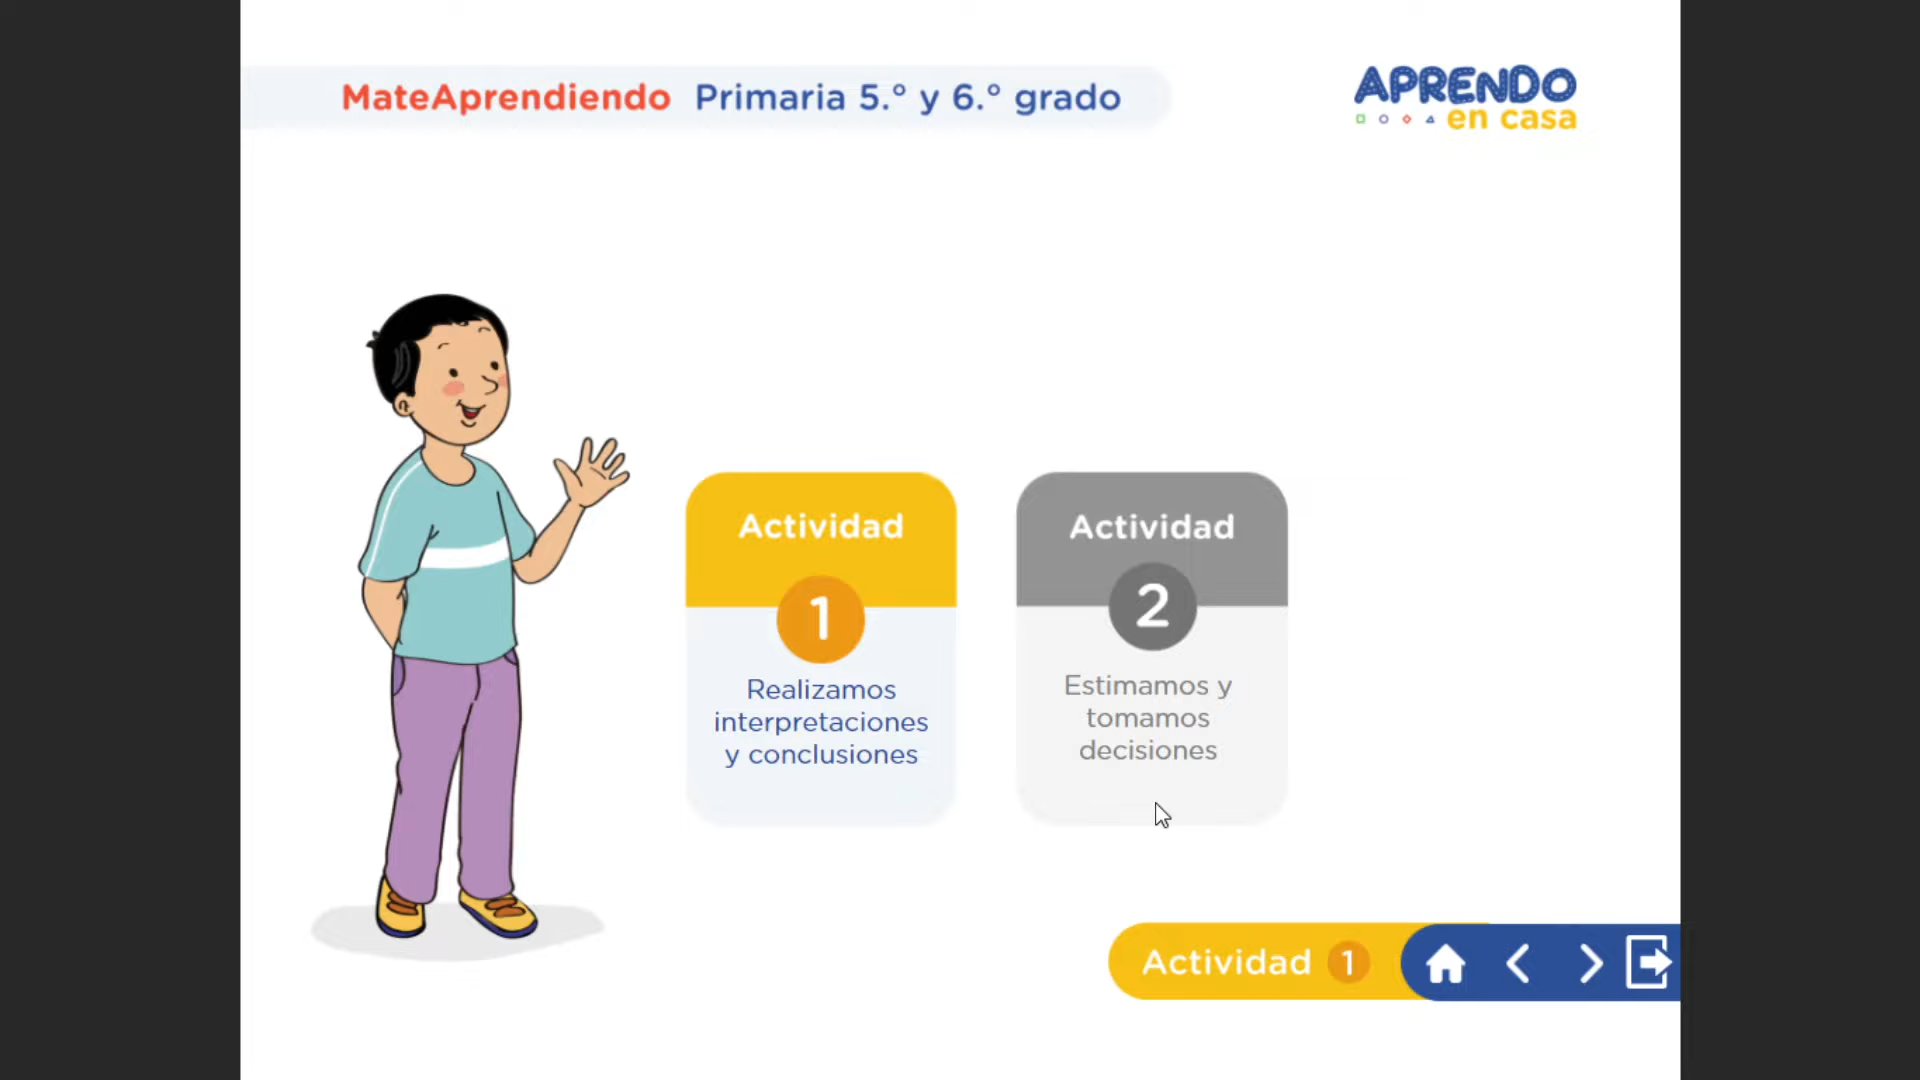 MateAprendiendo Primaria 5.° y 6.° grado
APRENDO
en casa
Actividad
1
Realizamos
interpretaciones
y conclusiones
Actividad
2
Estimamos y
tomamos
decisiones
Actividad 1